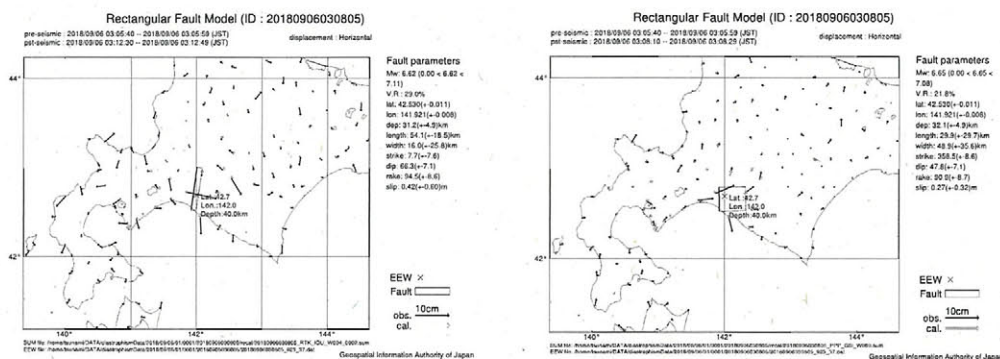 Rectangular Fault Model (ID : 20180906030805)
pre-seismic : 2018/09/06 03:05:40 -- 2018/09/06 03:05:59 (JST)
pst-seismic : 2018/09/06 03:12:30 -- 2018/09/06 03:12:49 (JST)
displacement : Horizontal
44°
42°
140°
142°
144°
Lat.:42.7
Lon.:142.0
Depth:40.0km
Fault parameters
Mw: 6.62 (0.00 < 6.62 <
7.11)
V.R : 29.0%
lat. 42.530(+-0.011)
lon: 141.921(+-0.008)
dep: 31.2(+-4.9)km
length: 54.1(+-18.5)km
width: 16.0(+-25.8)km
strike: 7.7(+-7.6)
dip: 66.3(+-7.1)
rake: 94.5(+-8.6)
slip: 0.42(+-0.60)m
EEW ×
Fault
obs. 10cm
cal.
Geospatial Information Authority of Japan
Rectangular Fault Model (ID : 20180906030805)
pre-seismic : 2018/09/06 03:05:40 -- 2018/09/06 03:05:59 (JST)
pst-seismic : 2018/09/06 03:08:10 -- 2018/09/06 03:08:29 (JST)
displacement : Horizontal
44°
42°
140°
142°
144°
Lat.:42.7
Lon.:142.0
Depth:40.0km
Fault parameters
Mw: 6.65 (0.00 < 6.65 <
7.08)
V.R : 21.8%
lat. 42.530(+-0.011)
lon: 141.921(+-0.008)
dep: 32.1(+-4.9)km
length: 29.9(+-29.7)km
width: 48.9(+-35.6)km
strike: 358.5(+-8.6)
dip: 47.8(+-7.1)
rake: 90.9(+-8.7)
slip: 0.27(+-0.32)m
EEW ×
Fault
obs. 10cm
cal.
Geospatial Information Authority of Japan